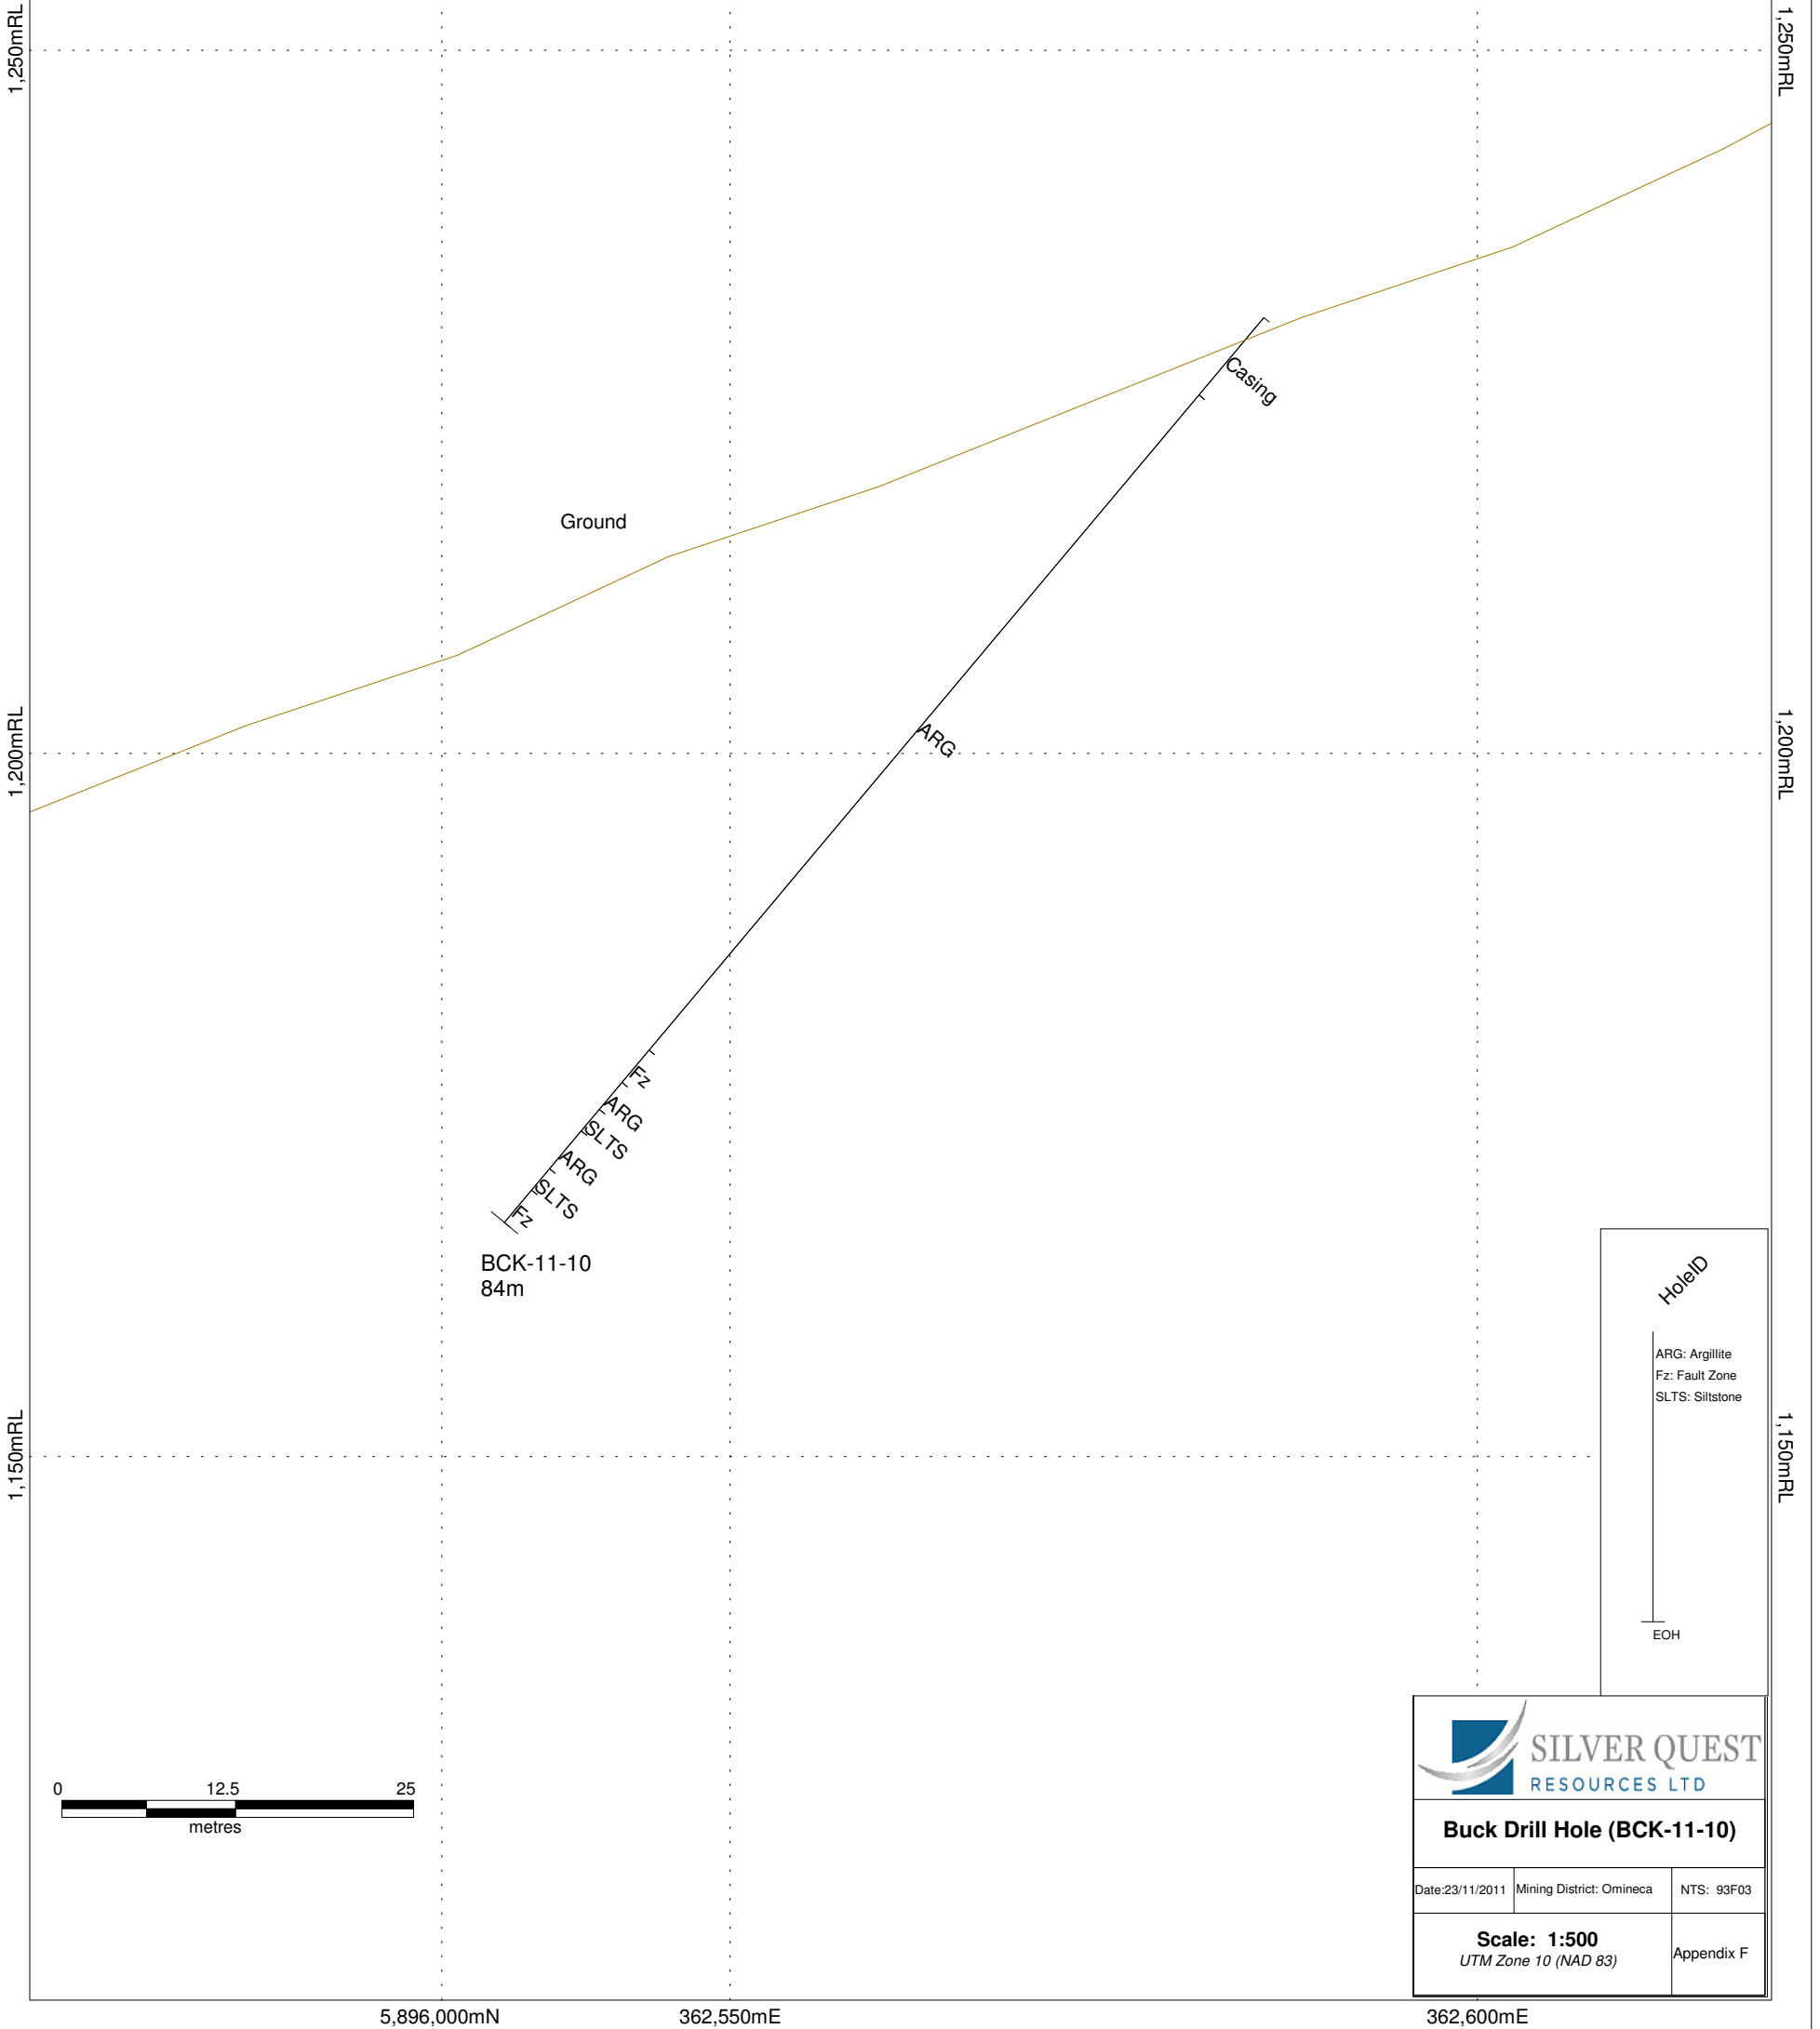 1,250mRL
1,250mRL
Casing
Ground
ARG
1,200mRL
1,200mRL
Fz
ARG
SLTS
ARG
SLTS
Fz
BCK-11-10
84m
HoleID
ARG: Argillite
Fz: Fault Zone
SLTS: Siltstone
EOH
1,150mRL
1,150mRL
0 12.5 25
metres
SILVER QUEST
RESOURCES LTD
Buck Drill Hole (BCK-11-10)
Date:23/11/2011 Mining District: Omineca NTS: 93F03
Scale: 1:500
UTM Zone 10 (NAD 83)
Appendix F
5,896,000mN 362,550mE 362,600mE